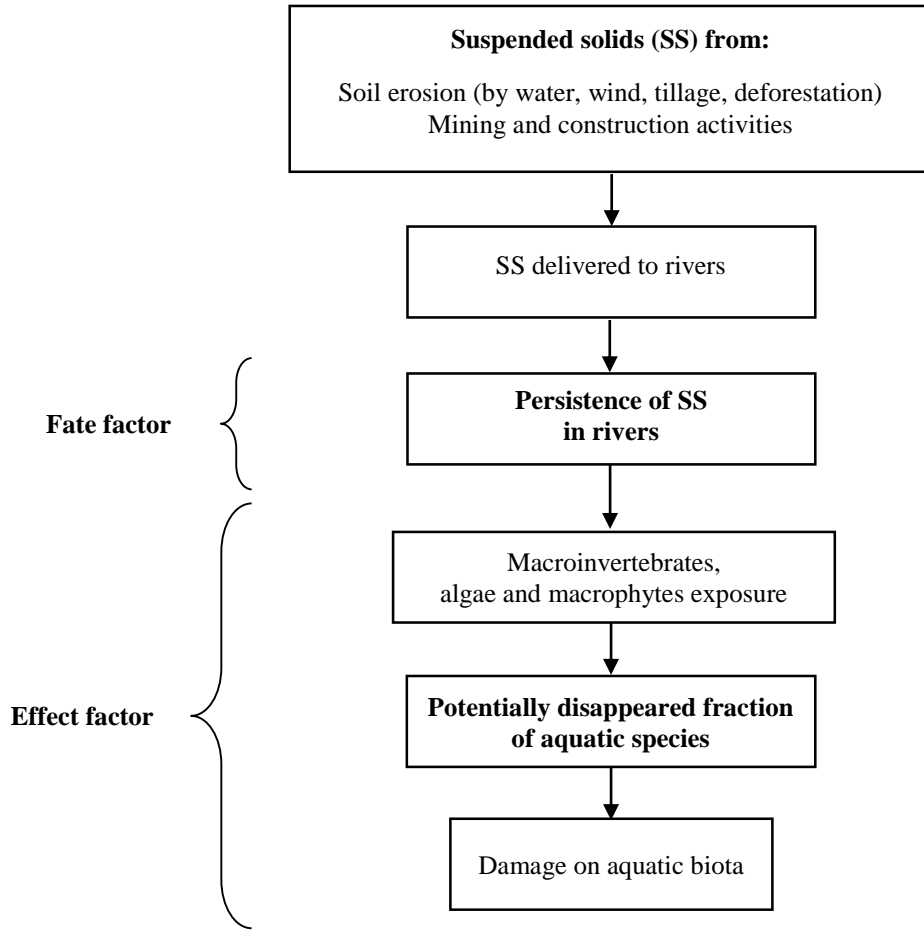 Suspended solids (SS) from:
Soil erosion (by water, wind, tillage, deforestation)
Mining and construction activities
SS delivered to rivers
Fate factor
Persistence of SS
in rivers
Macroinvertebrates,
algae and macrophytes exposure
Effect factor
Potentially disappeared fraction
of aquatic species
Damage on aquatic biota